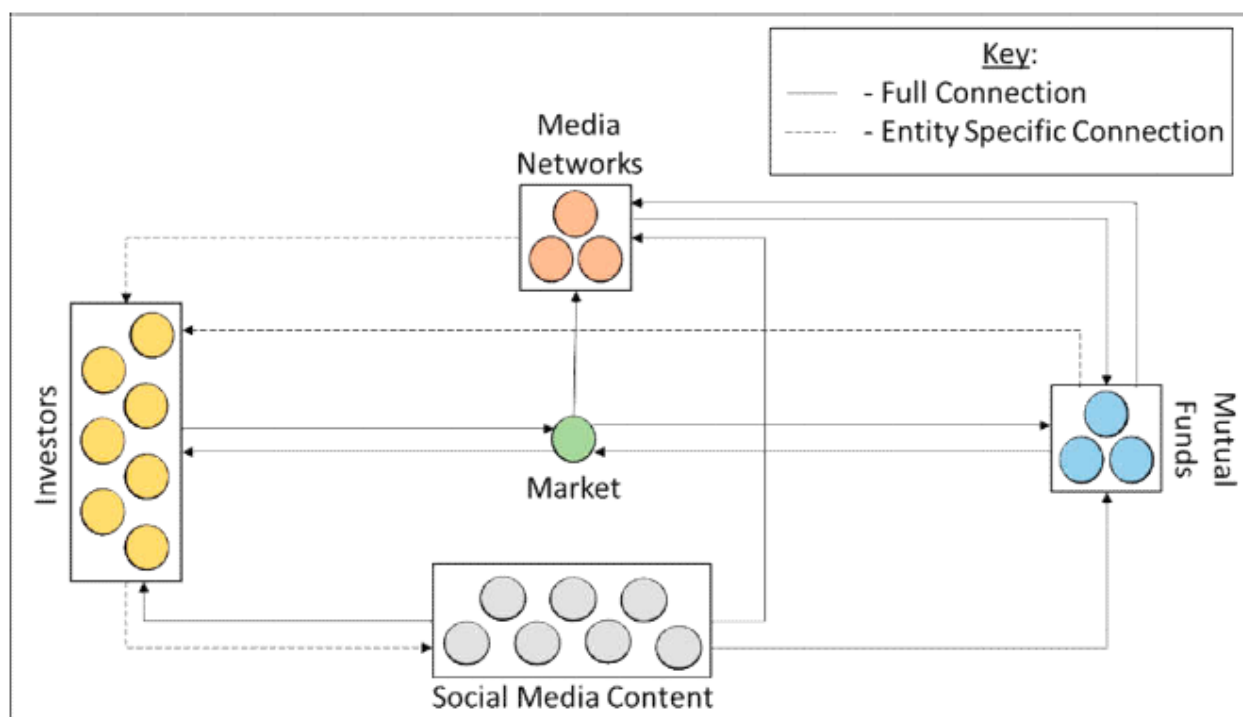 Key:
- Full Connection
- Entity Specific Connection
Media
Networks
Investors
Market
Mutual
Funds
Social Media Content